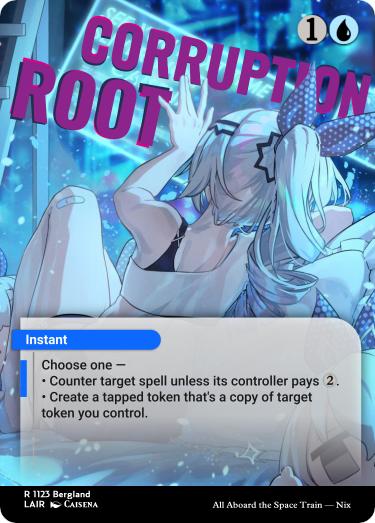 CORRUPTION
ROOT
1
Instant
Choose one —
• Counter target spell unless its controller pays 2.
• Create a tapped token that's a copy of target
token you control.
R 1123 Bergland
LAIR Caisena
All Aboard the Space Train — Nix